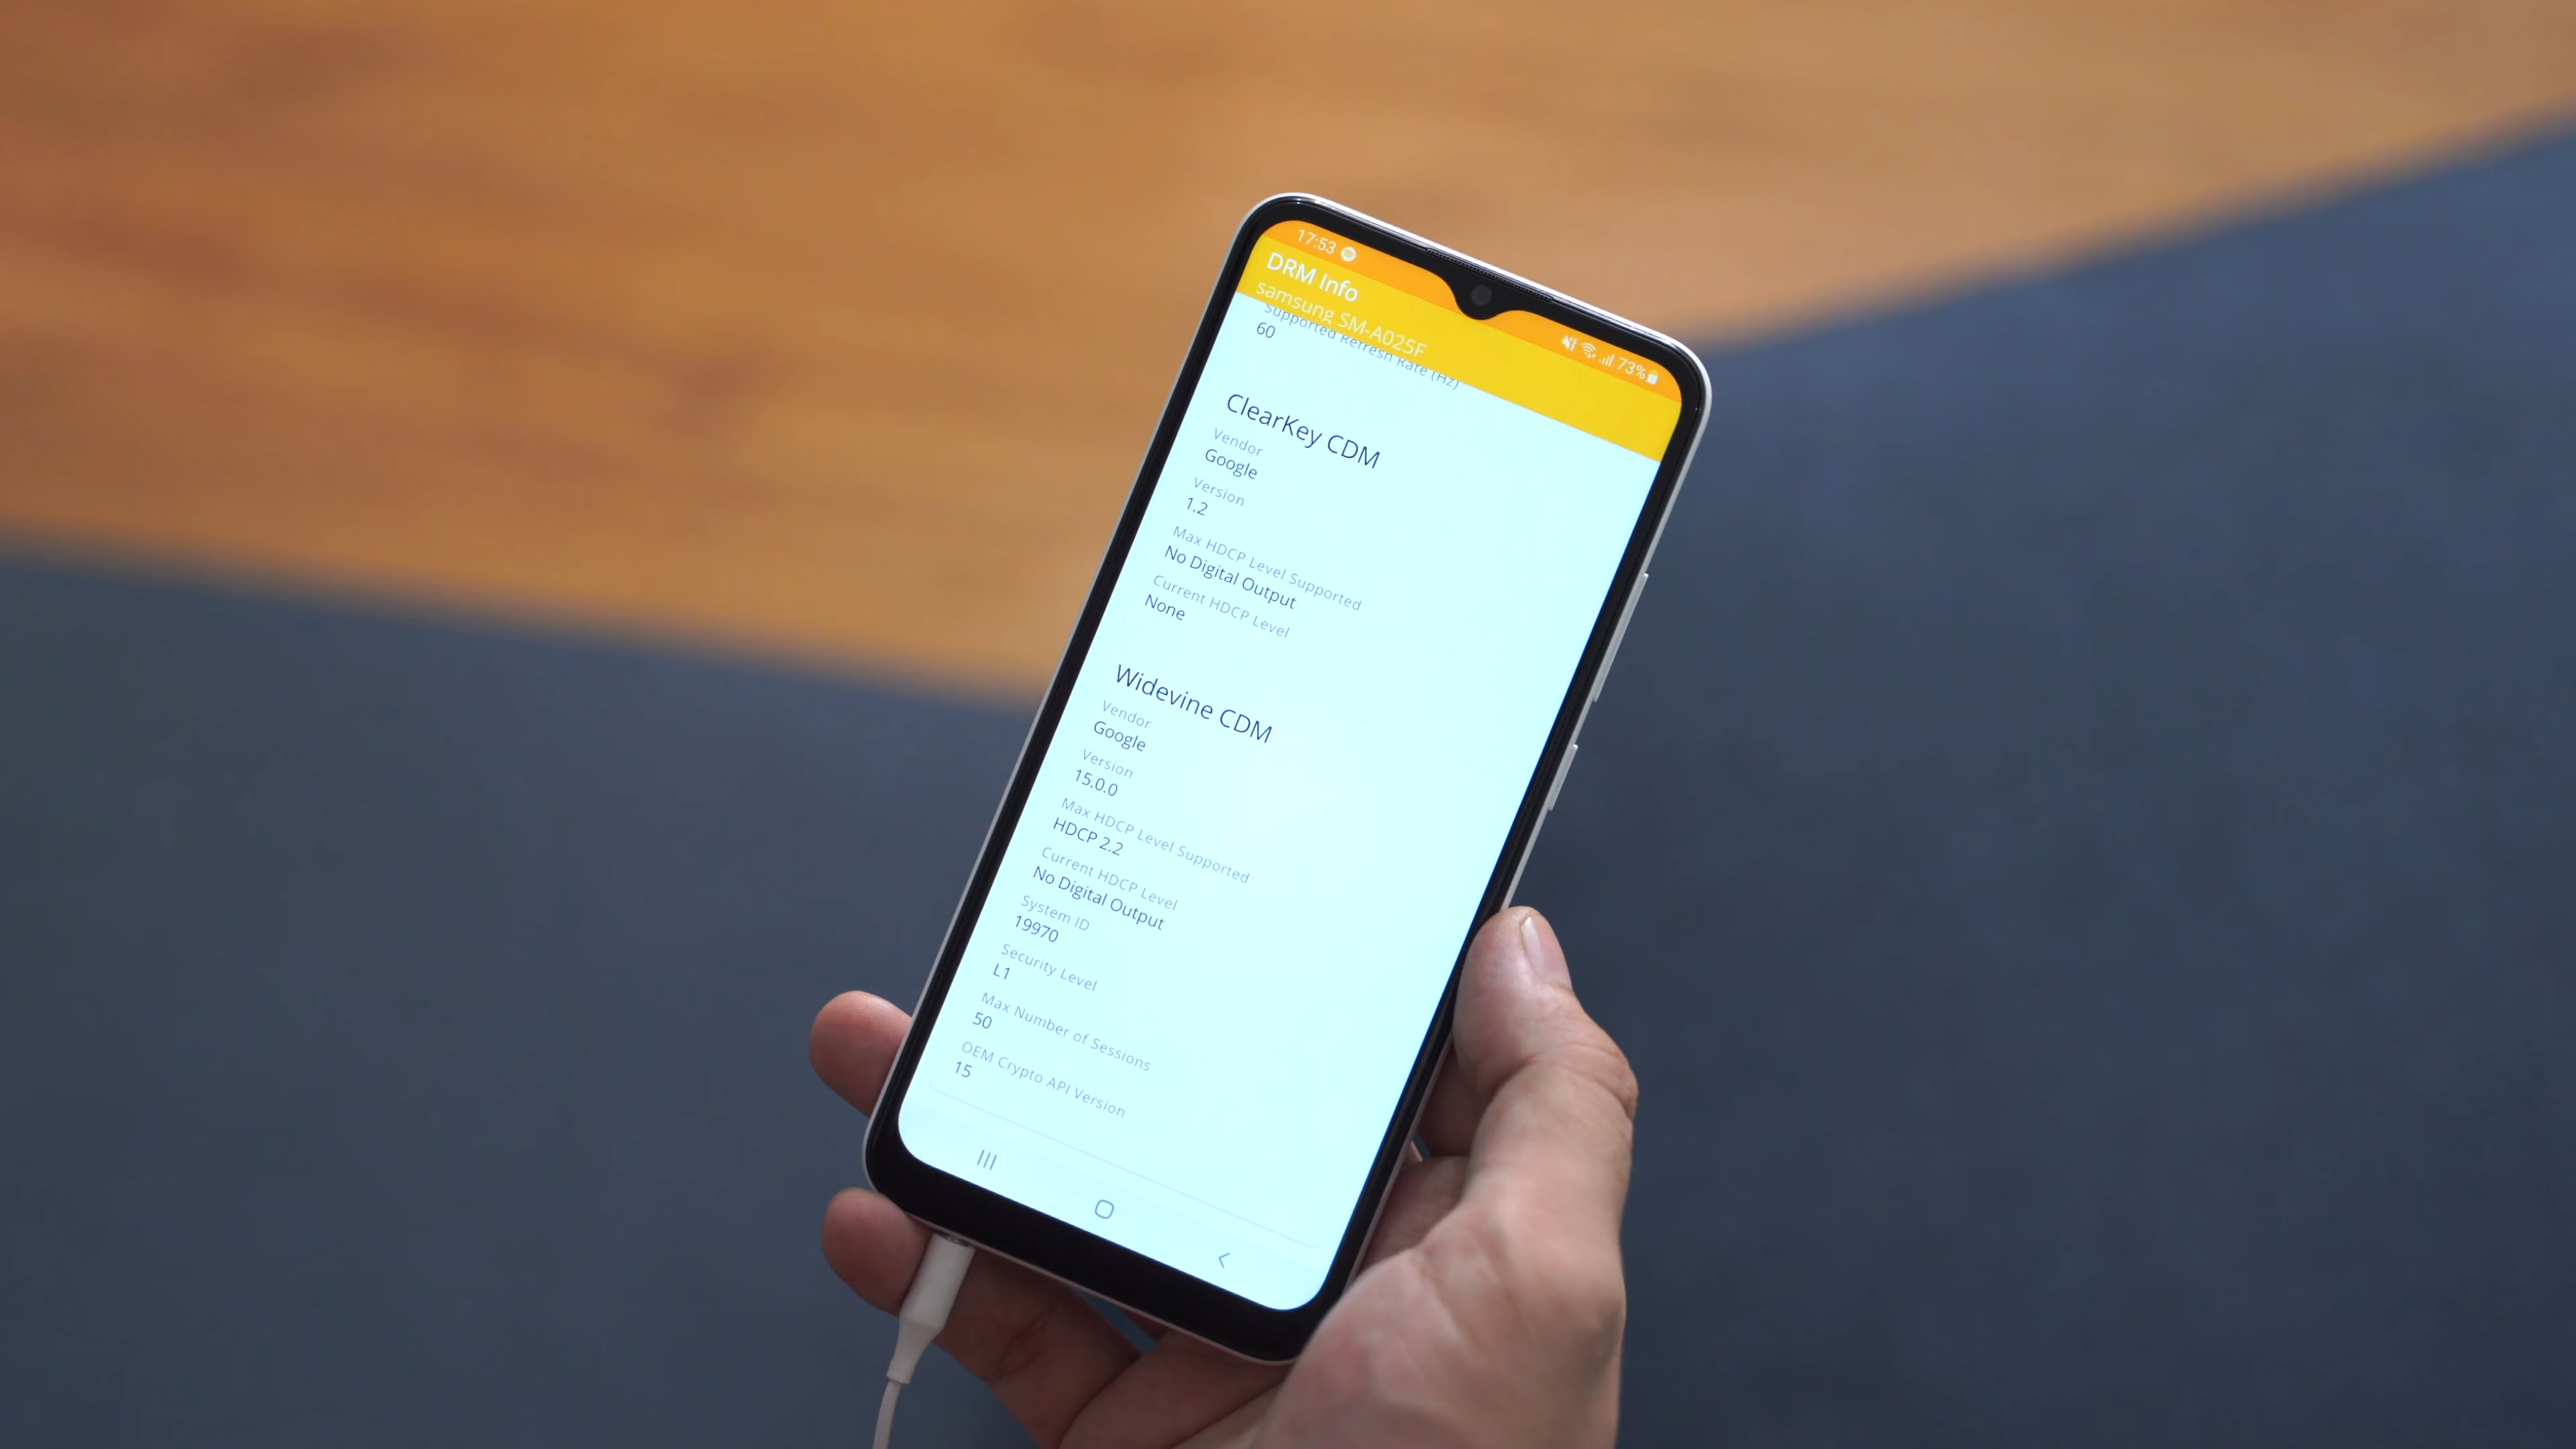 17:53
73%
DRM Info
samsung SM-A025F
Supported Refresh Rate (Hz)
60
ClearKey CDM
Vendor
Google
Version
1.2
Max HDCP Level Supported
No Digital Output
Current HDCP Level
None
Widevine CDM
Vendor
Google
Version
15.0.0
Max HDCP Level Supported
HDCP 2.2
Current HDCP Level
No Digital Output
System ID
19970
Security Level
L1
Max Number of Sessions
50
OEM Crypto API Version
15